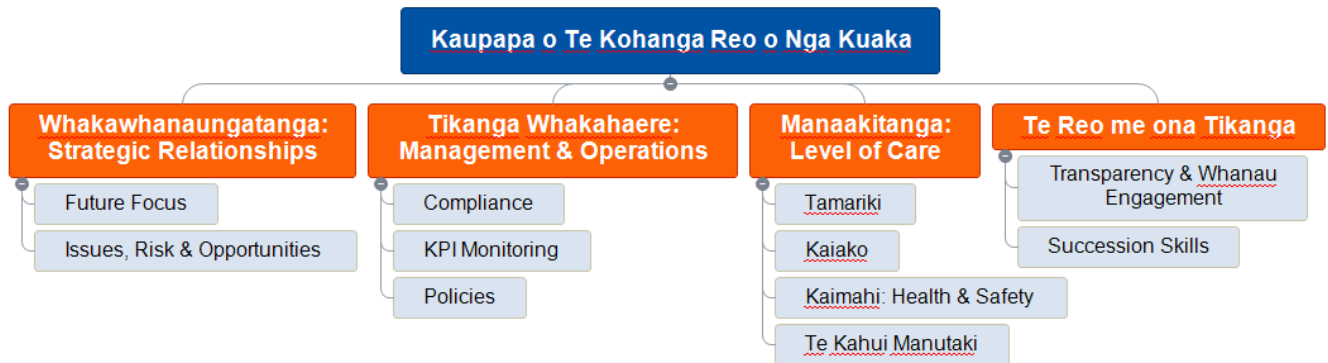 Kaupapa o Te Kohanga Reo o Nga Kuaka
Whakawhanaungatanga:
Strategic Relationships
Future Focus
Issues, Risk & Opportunities
Tikanga Whakahaere:
Management & Operations
Compliance
KPI Monitoring
Policies
Manaakitanga:
Level of Care
Tamariki
Kaiako
Kaimahi: Health & Safety
Te Kahui Manutaki
Te Reo me ona Tikanga
Transparency & Whanau
Engagement
Succession Skills